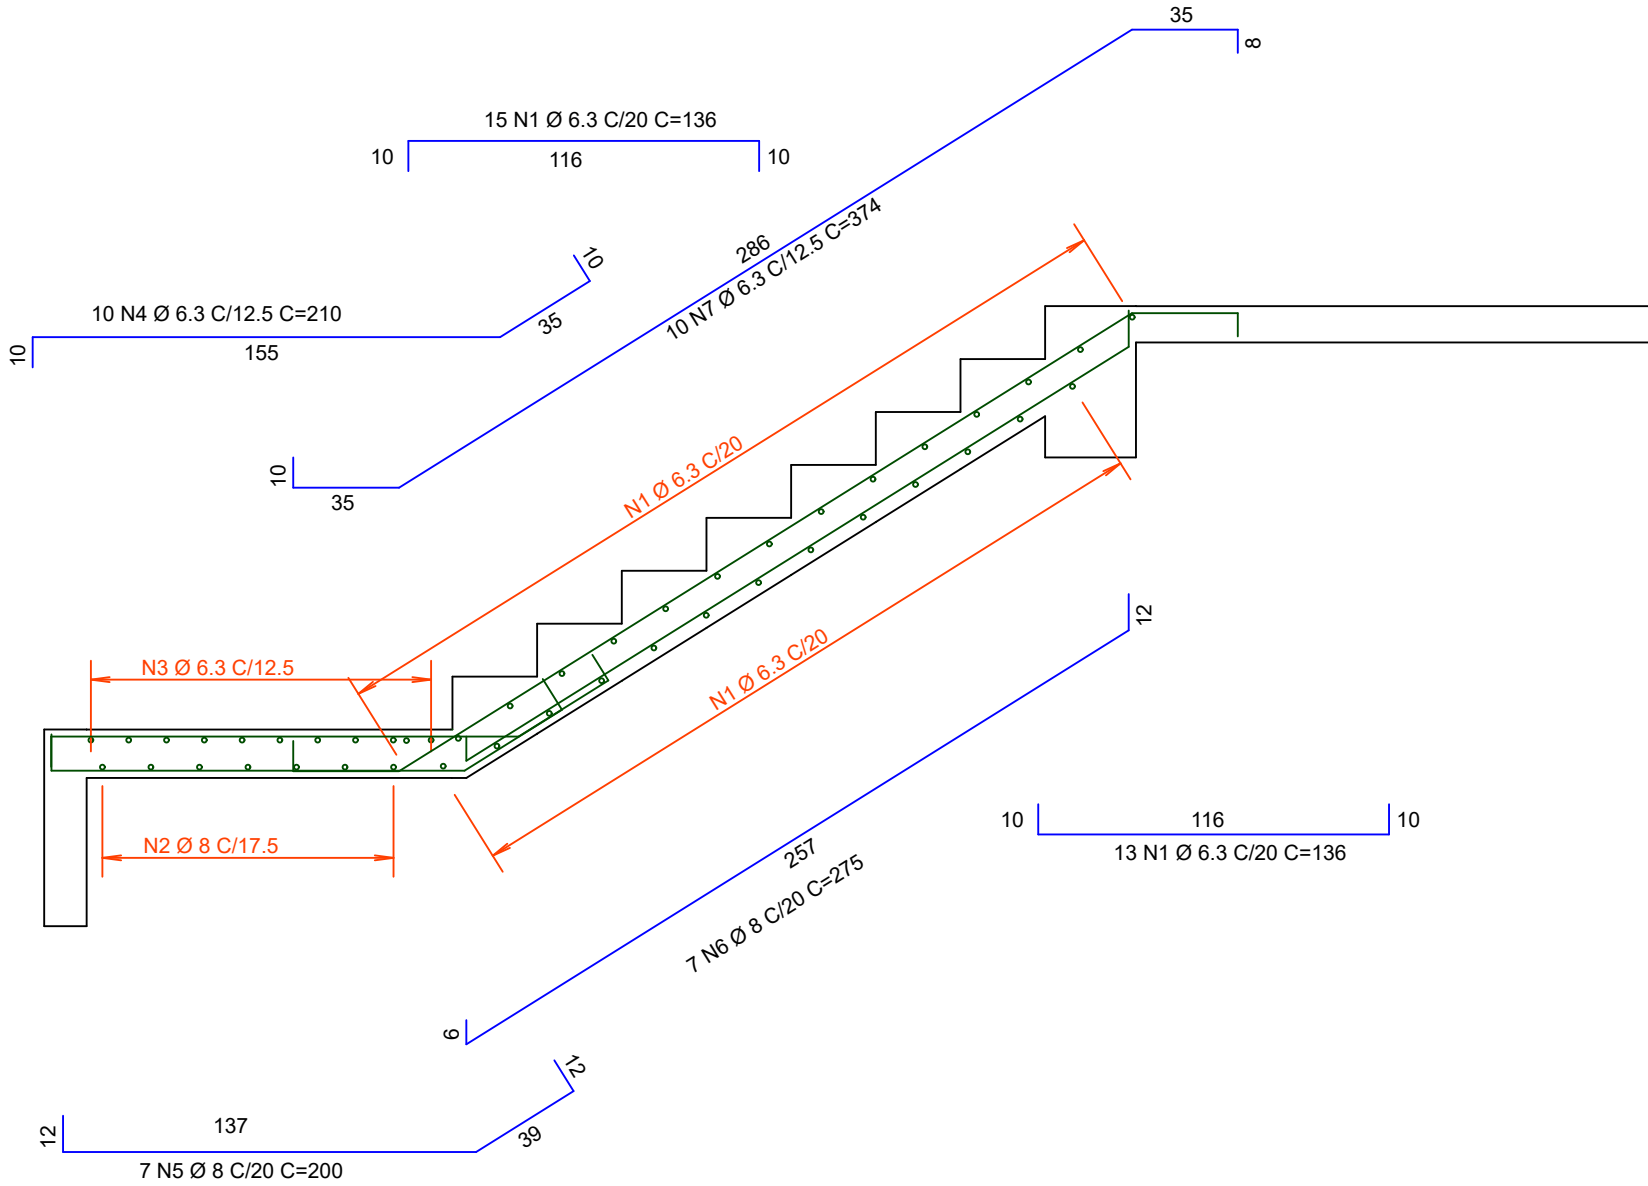 35
8
15 N1 Ø 6.3 C/20 C=136
10
116
10
286
10 N7 Ø 6.3 C/12.5 C=374
10
35
10
10 N4 Ø 6.3 C/12.5 C=210
35
10
155
N1 Ø 6.3 C/20
N1 Ø 6.3 C/20
N3 Ø 6.3 C/12.5
N2 Ø 8 C/17.5
12
257
7 N6 Ø 8 C/20 C=275
6
10
116
10
13 N1 Ø 6.3 C/20 C=136
12
137
12
39
7 N5 Ø 8 C/20 C=200